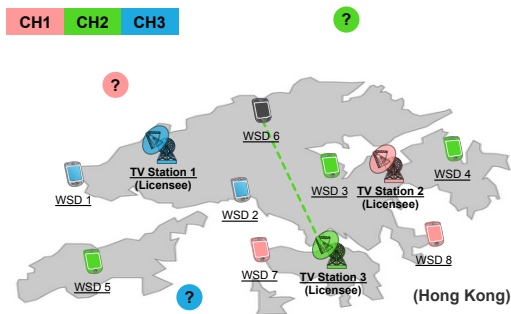 CH1 CH2 CH3
?
?
WSD 6
TV Station 1
(Licensee)
WSD 1
WSD 2
WSD 3
TV Station 2
(Licensee)
WSD 4
WSD 5
?
WSD 7
TV Station 3
(Licensee)
WSD 8
(Hong Kong)